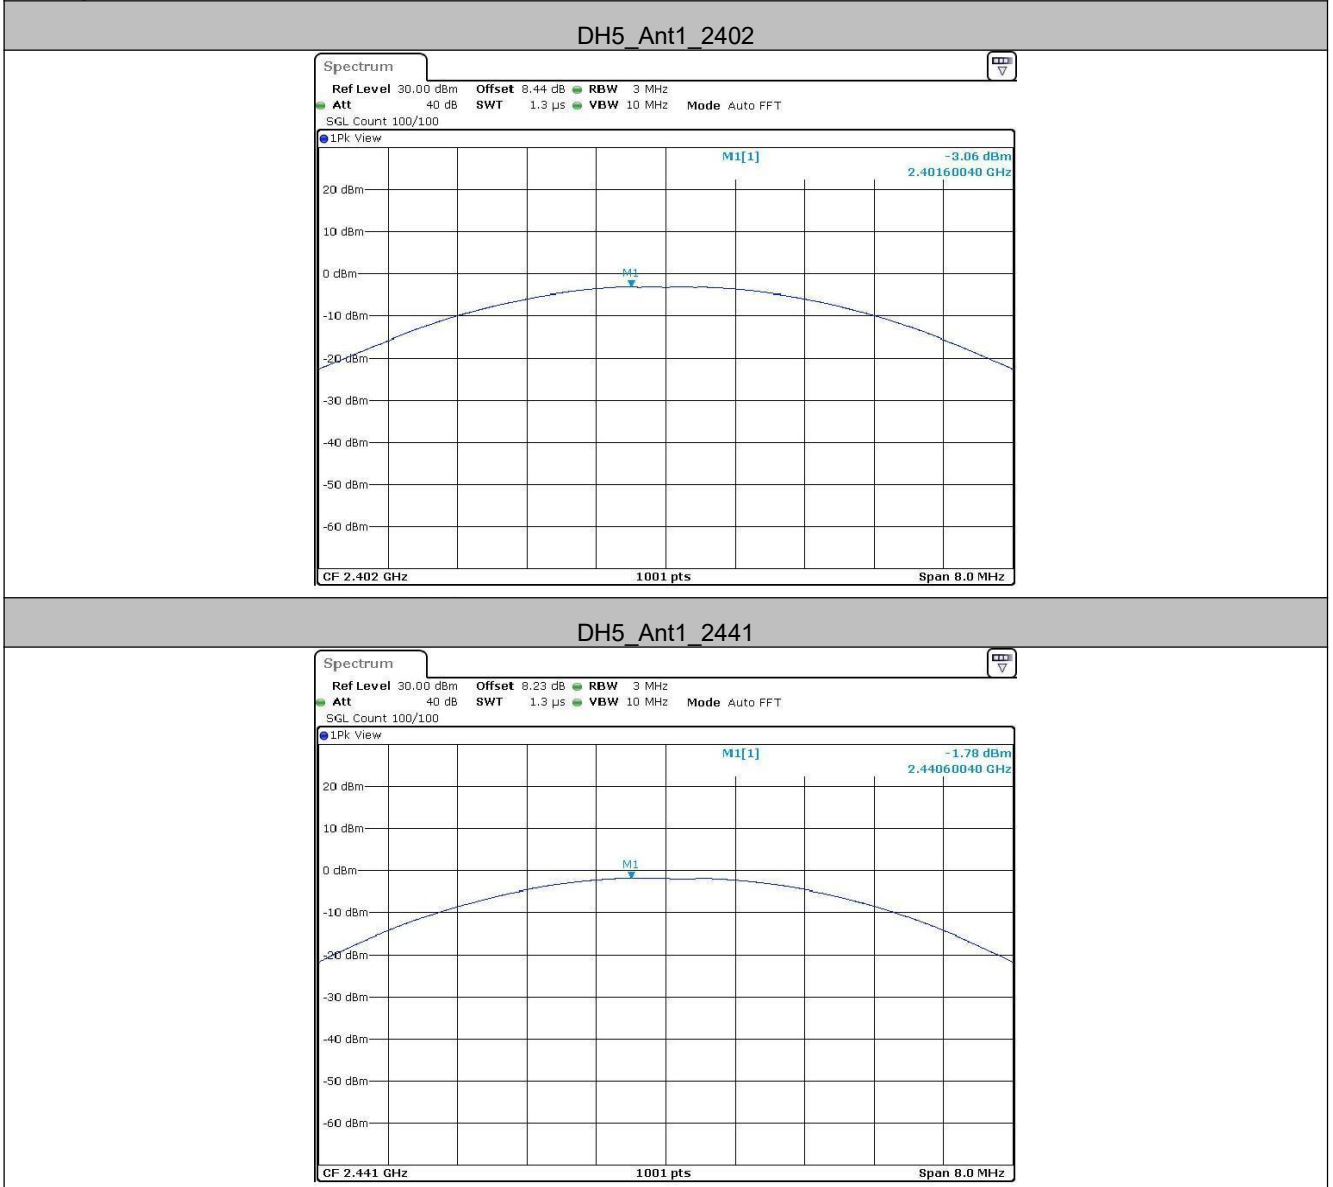 DH5_Ant1_2402
Spectrum
Ref Level 30.00 dBm Offset 8.44 dB RBW 3 MHz
Att 40 dB SWT 1.3 µs VBW 10 MHz Mode Auto FFT
SGL Count 100/100
1Pk View
M1[1] -3.06 dBm
2.40160040 GHz
20 dBm
10 dBm
0 dBm
M1
-10 dBm
-20 dBm
-30 dBm
-40 dBm
-50 dBm
-60 dBm
CF 2.402 GHz 1001 pts Span 8.0 MHz
DH5_Ant1_2441
Spectrum
Ref Level 30.00 dBm Offset 8.23 dB RBW 3 MHz
Att 40 dB SWT 1.3 µs VBW 10 MHz Mode Auto FFT
SGL Count 100/100
1Pk View
M1[1] -1.78 dBm
2.44060040 GHz
20 dBm
10 dBm
0 dBm
M1
-10 dBm
-20 dBm
-30 dBm
-40 dBm
-50 dBm
-60 dBm
CF 2.441 GHz 1001 pts Span 8.0 MHz